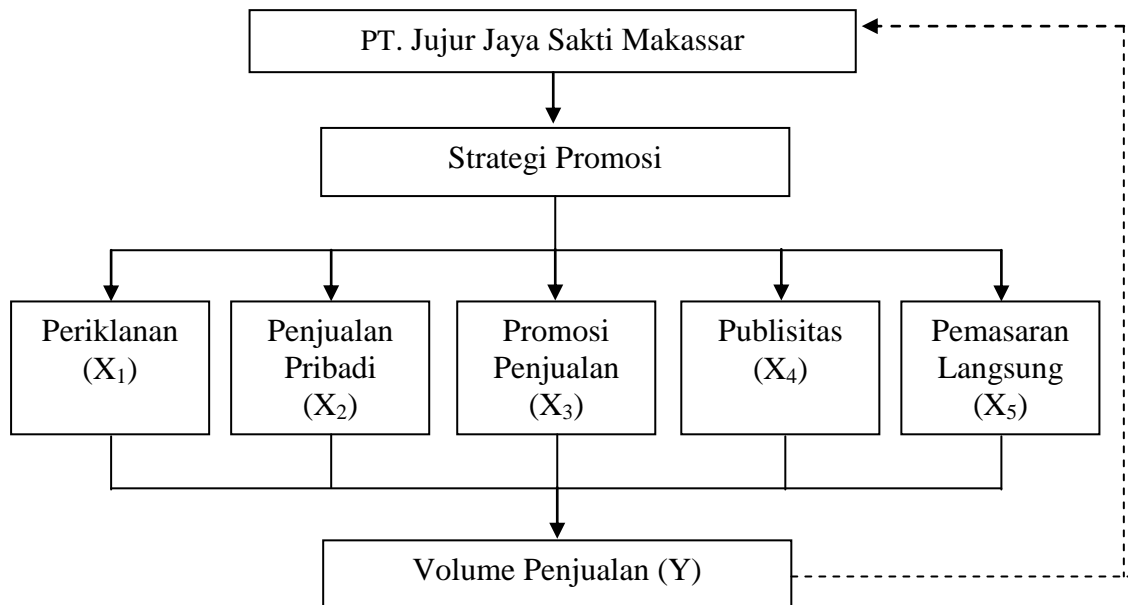 PT. Jujur Jaya Sakti Makassar
Strategi Promosi
Periklanan
(X₁)
Penjualan
Pribadi
(X₂)
Promosi
Penjualan
(X₃)
Publisitas
(X₄)
Pemasaran
Langsung
(X₅)
Volume Penjualan (Y)